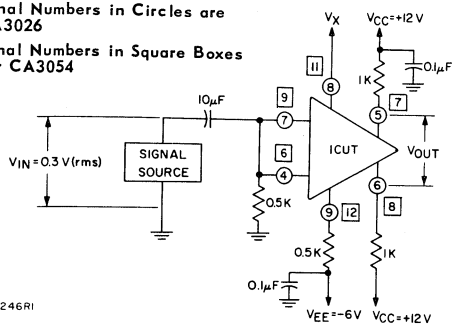 nal Numbers in Circles are
A3026
nal Numbers in Square Boxes
CA3054
VX
VCC=+12V
0.1μF
1K
11
8
5
7
10μF
9
7
6
4
ICUT
VOUT
VIN=0.3 V(rms)
SIGNAL
SOURCE
0.5K
6
9
12
8
0.5K
1K
0.1μF
VEE=-6V
VCC=+12V
246RI